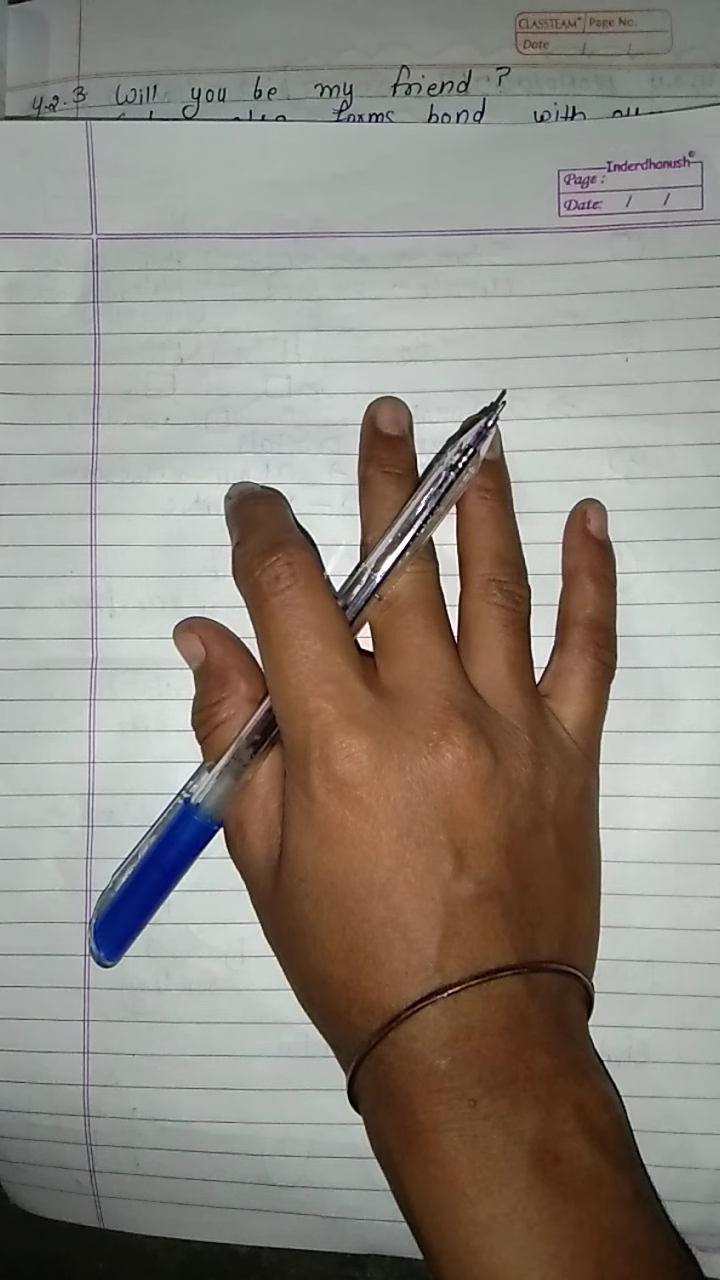 CLASSTEAM® Page No.
Date / /
4.2.3 Will you be my friend?
forms bond with
Inderdhanush®
Page :
Date: / /